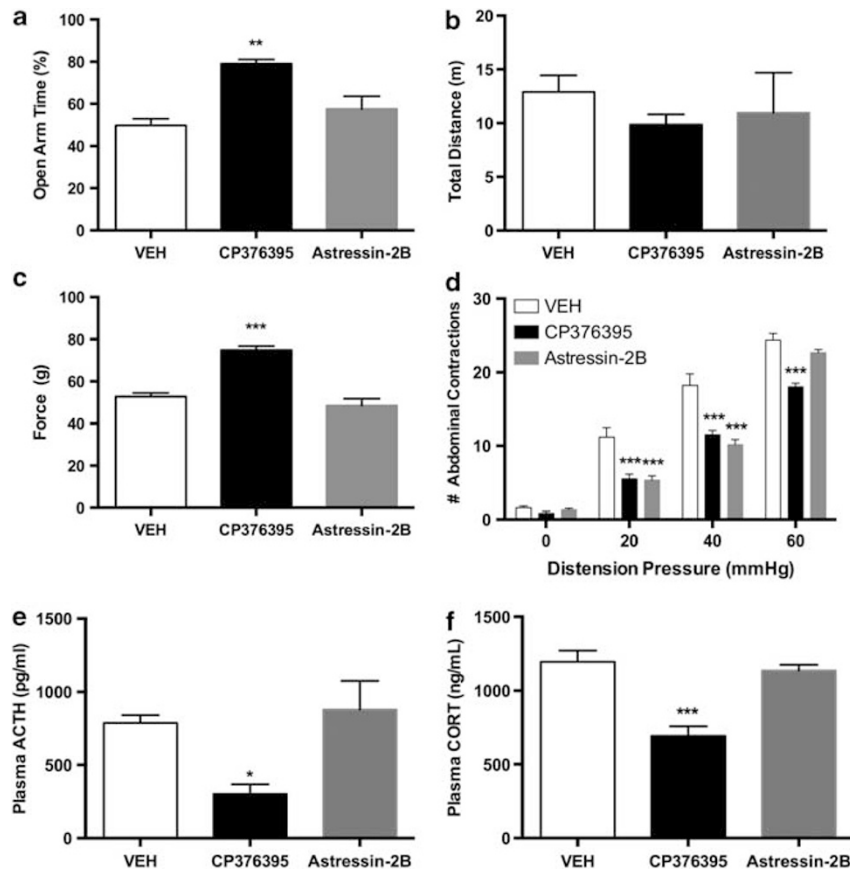 a
Open Arm Time (%)
80
60
40
20
0
**
VEH CP376395 Astressin-2B
b
Total Distance (m)
20
15
10
5
0
VEH CP376395 Astressin-2B
c
Force (g)
100
80
60
40
20
0
***
VEH CP376395 Astressin-2B
d
# Abdominal Contractions
30
20
10
0
VEH
CP376395
Astressin-2B
*** ***
*** ***
***
0 20 40 60
Distension Pressure (mmHg)
e
Plasma ACTH (pg/ml)
1500
1000
500
0
*
VEH CP376395 Astressin-2B
f
Plasma CORT (ng/mL)
1500
1000
500
0
***
VEH CP376395 Astressin-2B